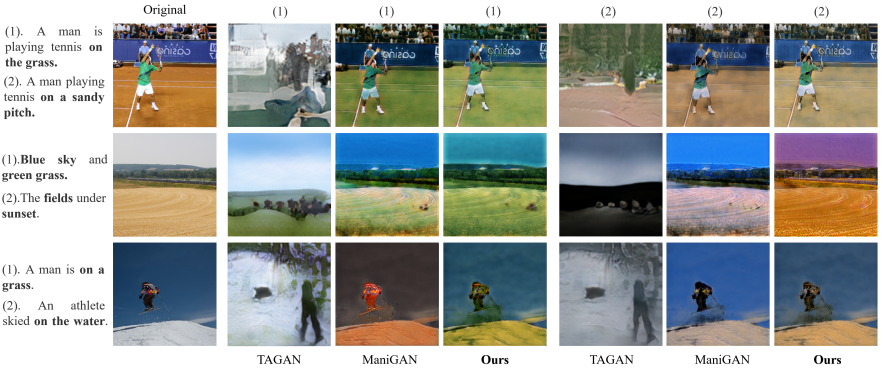 Original (1) (1) (1) (2) (2) (2)
(1). A man is
playing tennis on
the grass.
(2). A man playing
tennis on a sandy
pitch.
(1).Blue sky and
green grass.
(2).The fields under
sunset.
(1). A man is on a
grass.
(2). An athlete
skied on the water.
TAGAN ManiGAN Ours TAGAN ManiGAN Ours